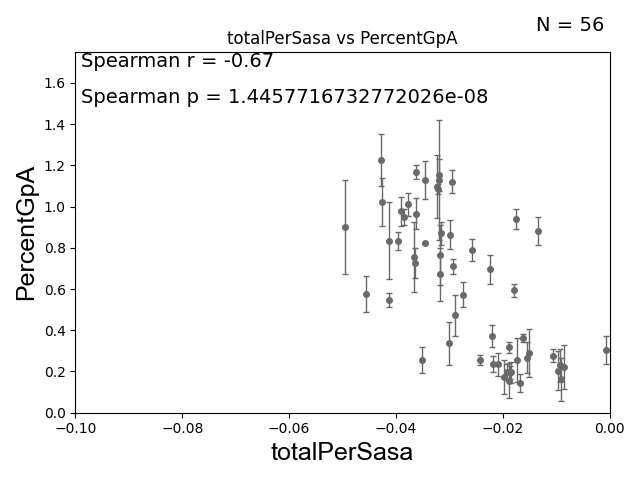 N = 56
totalPerSasa vs PercentGpA
Spearman r = -0.67
Spearman p = 1.4457716732772026e-08
PercentGpA
1.6
1.4
1.2
1.0
0.8
0.6
0.4
0.2
0.0
−0.10 −0.08 −0.06 −0.04 −0.02 0.00
totalPerSasa